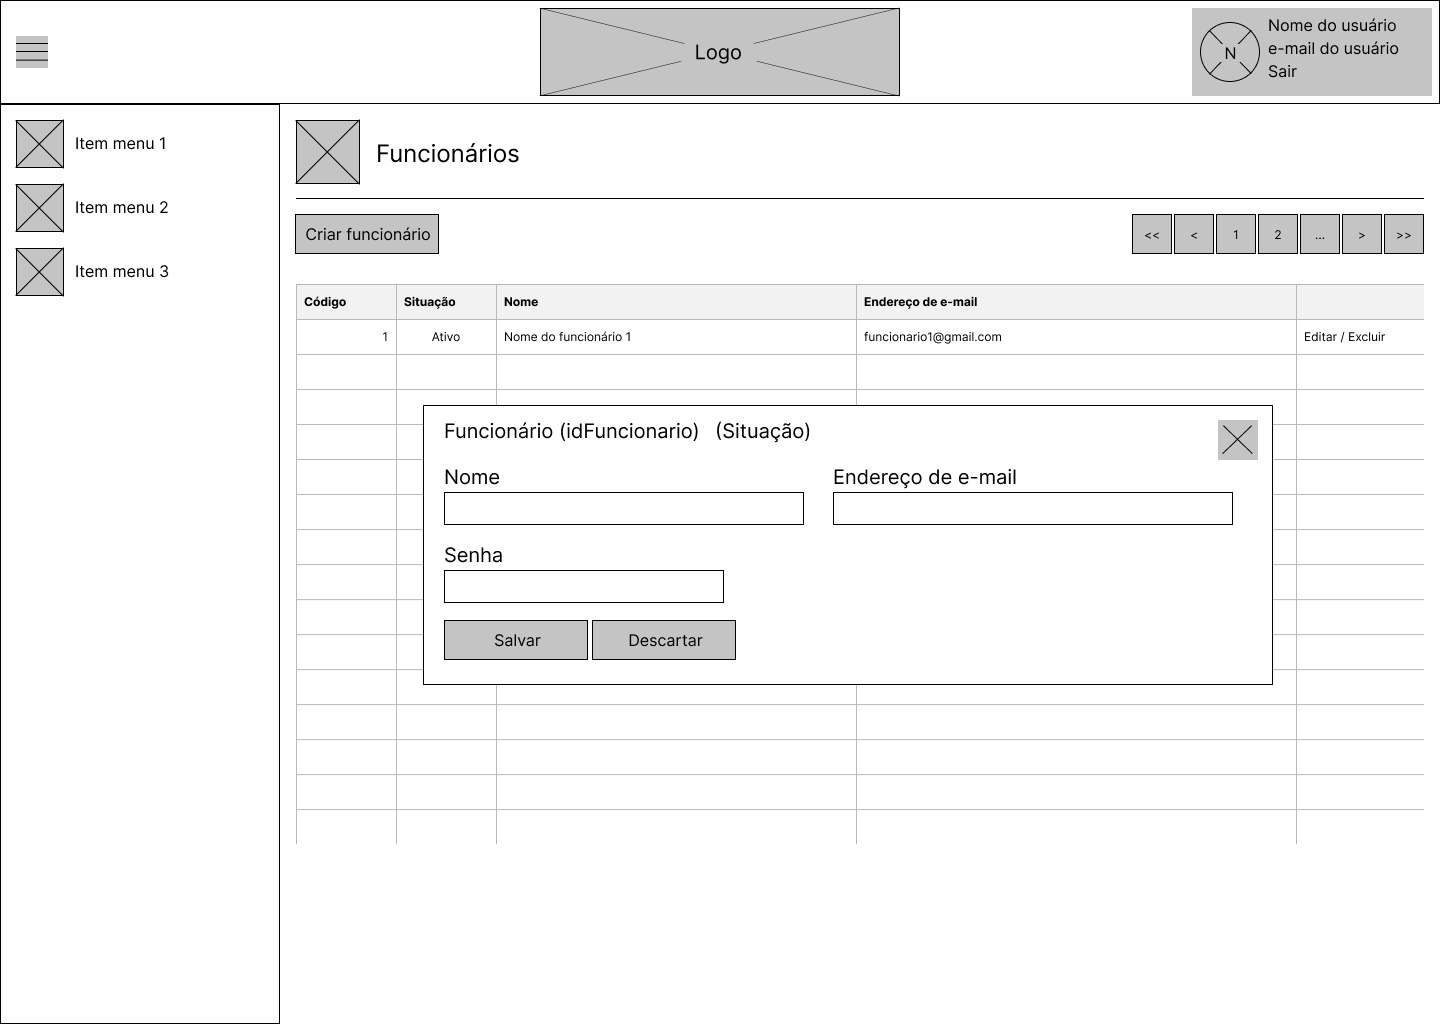 Logo
N
Nome do usuário
e-mail do usuário
Sair
Item menu 1
Item menu 2
Item menu 3
Funcionários
Criar funcionário
<< < 1 2 ... > >>
Código Situação Nome Endereço de e-mail
1 Ativo Nome do funcionário 1 funcionario1@gmail.com Editar / Excluir
Funcionário (idFuncionario) (Situação)
Nome Endereço de e-mail
Senha
Salvar Descartar